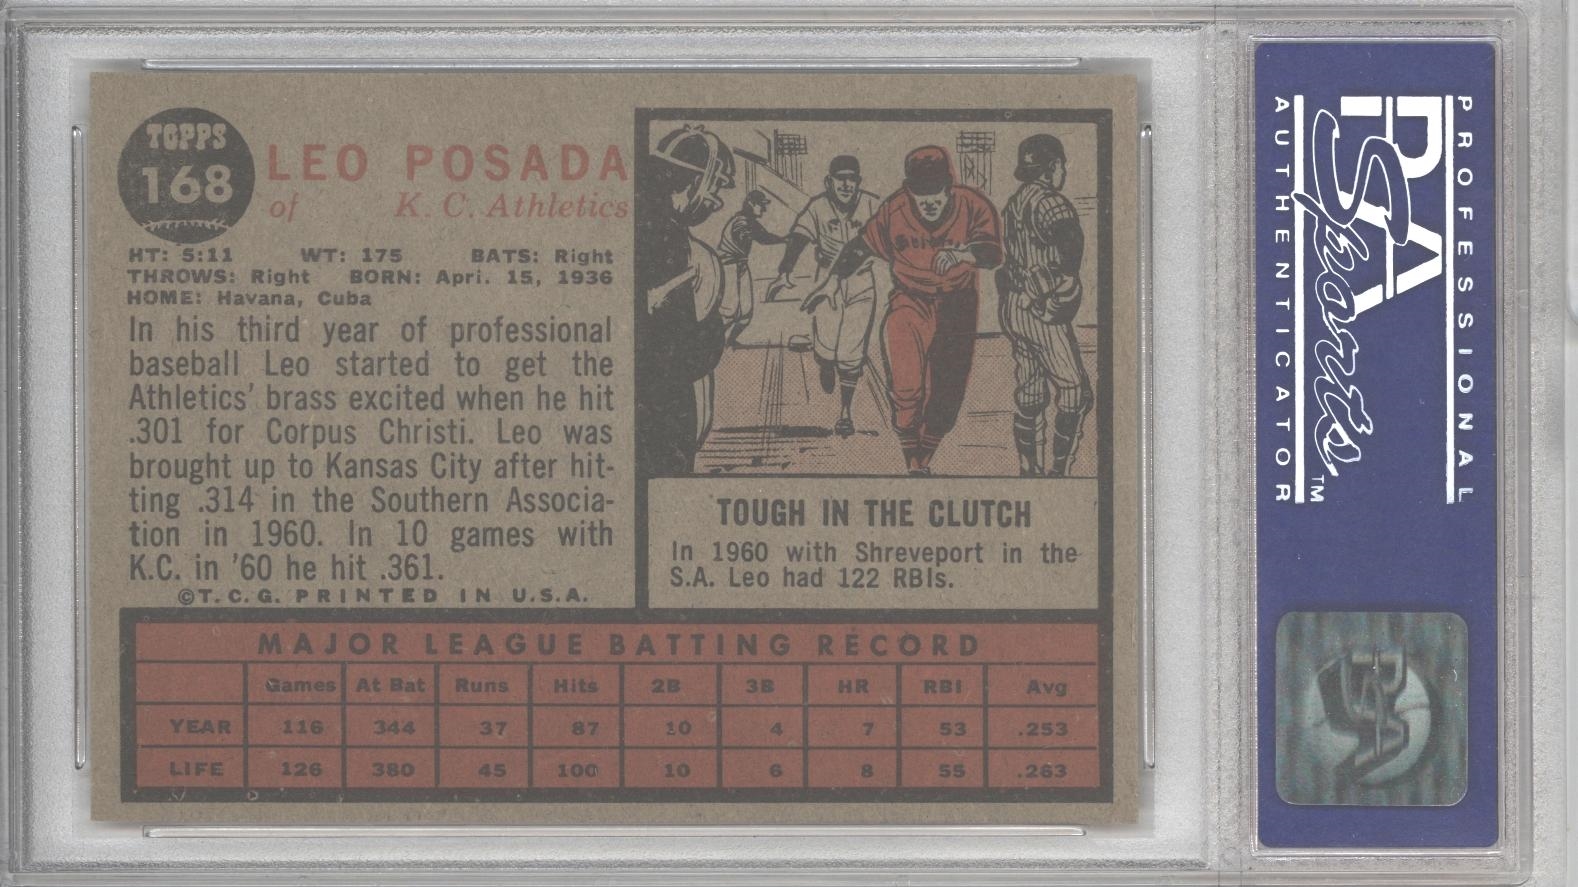 TOPPS
168
LEO POSADA
of K. C. Athletics
HT: 5:11 WT: 175 BATS: Right
THROWS: Right BORN: Apri. 15, 1936
HOME: Havana, Cuba
In his third year of professional
baseball Leo started to get the
Athletics' brass excited when he hit
.301 for Corpus Christi. Leo was
brought up to Kansas City after hit-
ting .314 in the Southern Associa-
tion in 1960. In 10 games with
K.C. in '60 he hit .361.
©T.C.G. PRINTED IN U.S.A.
TOUGH IN THE CLUTCH
In 1960 with Shreveport in the
S.A. Leo had 122 RBIs.
MAJOR LEAGUE BATTING RECORD
Games At Bat Runs Hits 2B 3B HR RBI Avg
YEAR 116 344 37 87 10 4 7 53 .253
LIFE 126 380 45 100 10 6 8 55 .263
PROFESSIONAL
PSA
Sports™
AUTHENTICATOR